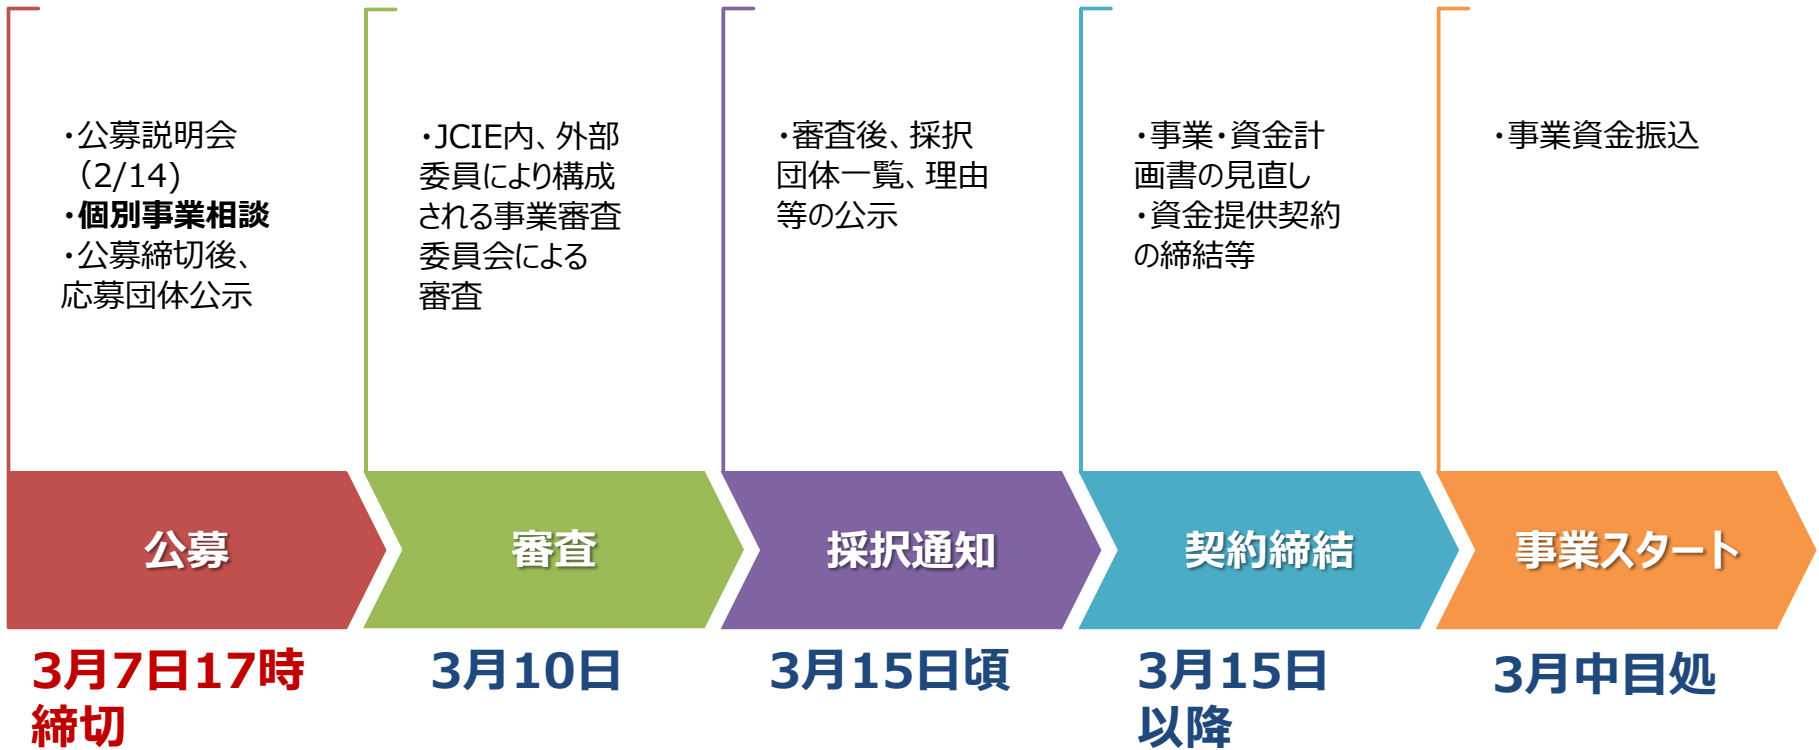 ・公募説明会
（2/14)
・個別事業相談
・公募締切後、
応募団体公示
・JCIE内、外部
委員により構成
される事業審査
委員会による
審査
・審査後、採択
団体一覧、理由
等の公示
・事業・資金計
画書の見直し
・資金提供契約
の締結等
・事業資金振込
公募
審査
採択通知
契約締結
事業スタート
3月7日17時
締切
3月10日
3月15日頃
3月15日
以降
3月中目処